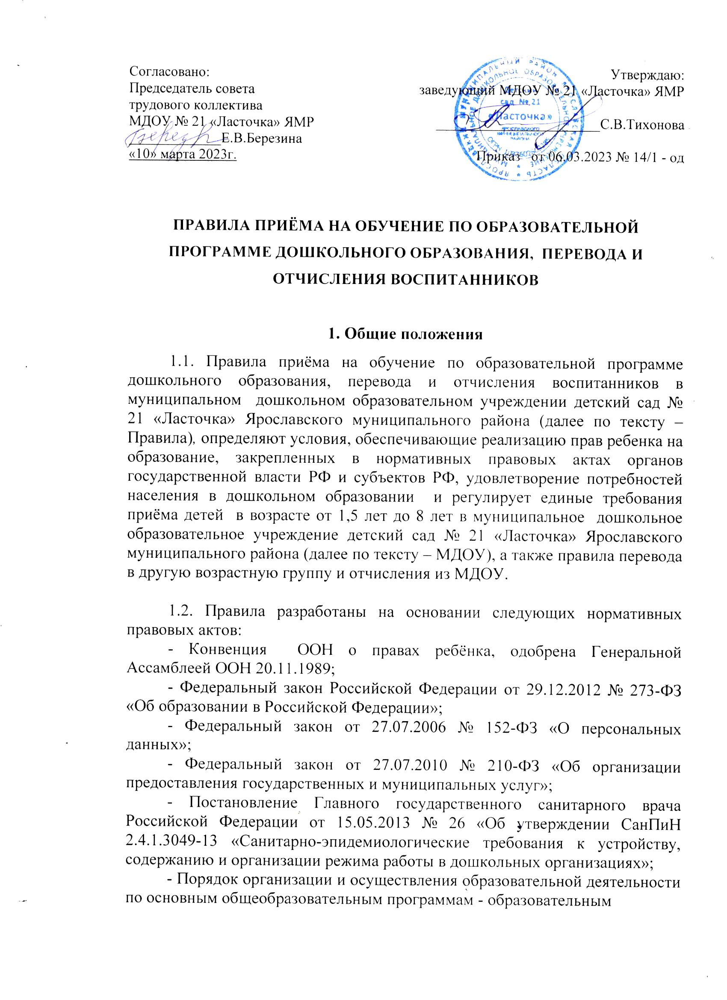 Согласовано:
Председатель совета
трудового коллектива
МДОУ № 21 «Ласточка» ЯМР
Е.В.Березина
«10» марта 2023г.
Утверждаю:
заведующий МДОУ № 21 «Ласточка» ЯМР
С.В.Тихонова
Приказ от 06.03.2023 № 14/1 - од
Детский
сад № 21
«Ласточка»
ПРАВИЛА ПРИЁМА НА ОБУЧЕНИЕ ПО ОБРАЗОВАТЕЛЬНОЙ
ПРОГРАММЕ ДОШКОЛЬНОГО ОБРАЗОВАНИЯ, ПЕРЕВОДА И
ОТЧИСЛЕНИЯ ВОСПИТАННИКОВ
1. Общие положения
1.1. Правила приёма на обучение по образовательной программе
дошкольного образования, перевода и отчисления воспитанников в
муниципальном дошкольном образовательном учреждении детский сад №
21 «Ласточка» Ярославского муниципального района (далее по тексту –
Правила), определяют условия, обеспечивающие реализацию прав ребенка на
образование, закрепленных в нормативных правовых актах органов
государственной власти РФ и субъектов РФ, удовлетворение потребностей
населения в дошкольном образовании и регулирует единые требования
приёма детей в возрасте от 1,5 лет до 8 лет в муниципальное дошкольное
образовательное учреждение детский сад № 21 «Ласточка» Ярославского
муниципального района (далее по тексту – МДОУ), а также правила перевода
в другую возрастную группу и отчисления из МДОУ.
1.2. Правила разработаны на основании следующих нормативных
правовых актов:
- Конвенция ООН о правах ребёнка, одобрена Генеральной
Ассамблеей ООН 20.11.1989;
- Федеральный закон Российской Федерации от 29.12.2012 № 273-ФЗ
«Об образовании в Российской Федерации»;
- Федеральный закон от 27.07.2006 № 152-ФЗ «О персональных
данных»;
- Федеральный закон от 27.07.2010 № 210-ФЗ «Об организации
предоставления государственных и муниципальных услуг»;
- Постановление Главного государственного санитарного врача
Российской Федерации от 15.05.2013 № 26 «Об утверждении СанПиН
2.4.1.3049-13 «Санитарно-эпидемиологические требования к устройству,
содержанию и организации режима работы в дошкольных организациях»;
- Порядок организации и осуществления образовательной деятельности
по основным общеобразовательным программам - образовательным